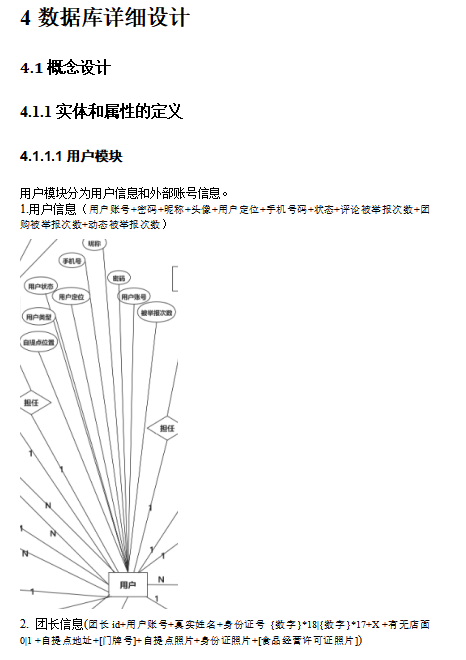 4 数据库详细设计
4.1 概念设计
4.1.1 实体和属性的定义
4.1.1.1 用户模块
用户模块分为用户信息和外部账号信息。
1.用户信息（用户账号+密码+昵称+头像+用户定位+手机号码+状态+评论被举报次数+团
购被举报次数+动态被举报次数）
昵称
手机号
密码
用户状态
用户定位
用户账号
被举报次数
用户类型
自提点位置
担任
担任
1
1
N
N
1
N
1
1
1
N
1
1
用户
2. 团长信息(团长 id+用户账号+真实姓名+身份证号 {数字}*18|{数字}*17+X +有无店面
0|1 +自提点地址+[门牌号]+自提点照片+身份证照片+[食品经营许可证照片])